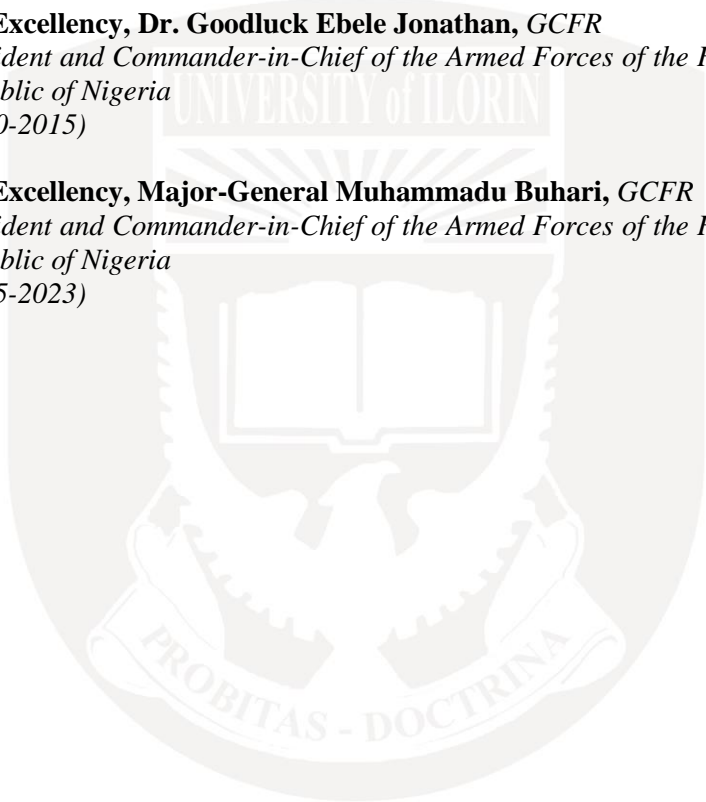 Excellency, Dr. Goodluck Ebele Jonathan, GCFR
ident and Commander-in-Chief of the Armed Forces of the
blic of Nigeria
0-2015)
UNIVERSITY of ILORIN
Excellency, Major-General Muhammadu Buhari, GCFR
ident and Commander-in-Chief of the Armed Forces of the
blic of Nigeria
5-2023)
PROBITAS - DOCTRINA